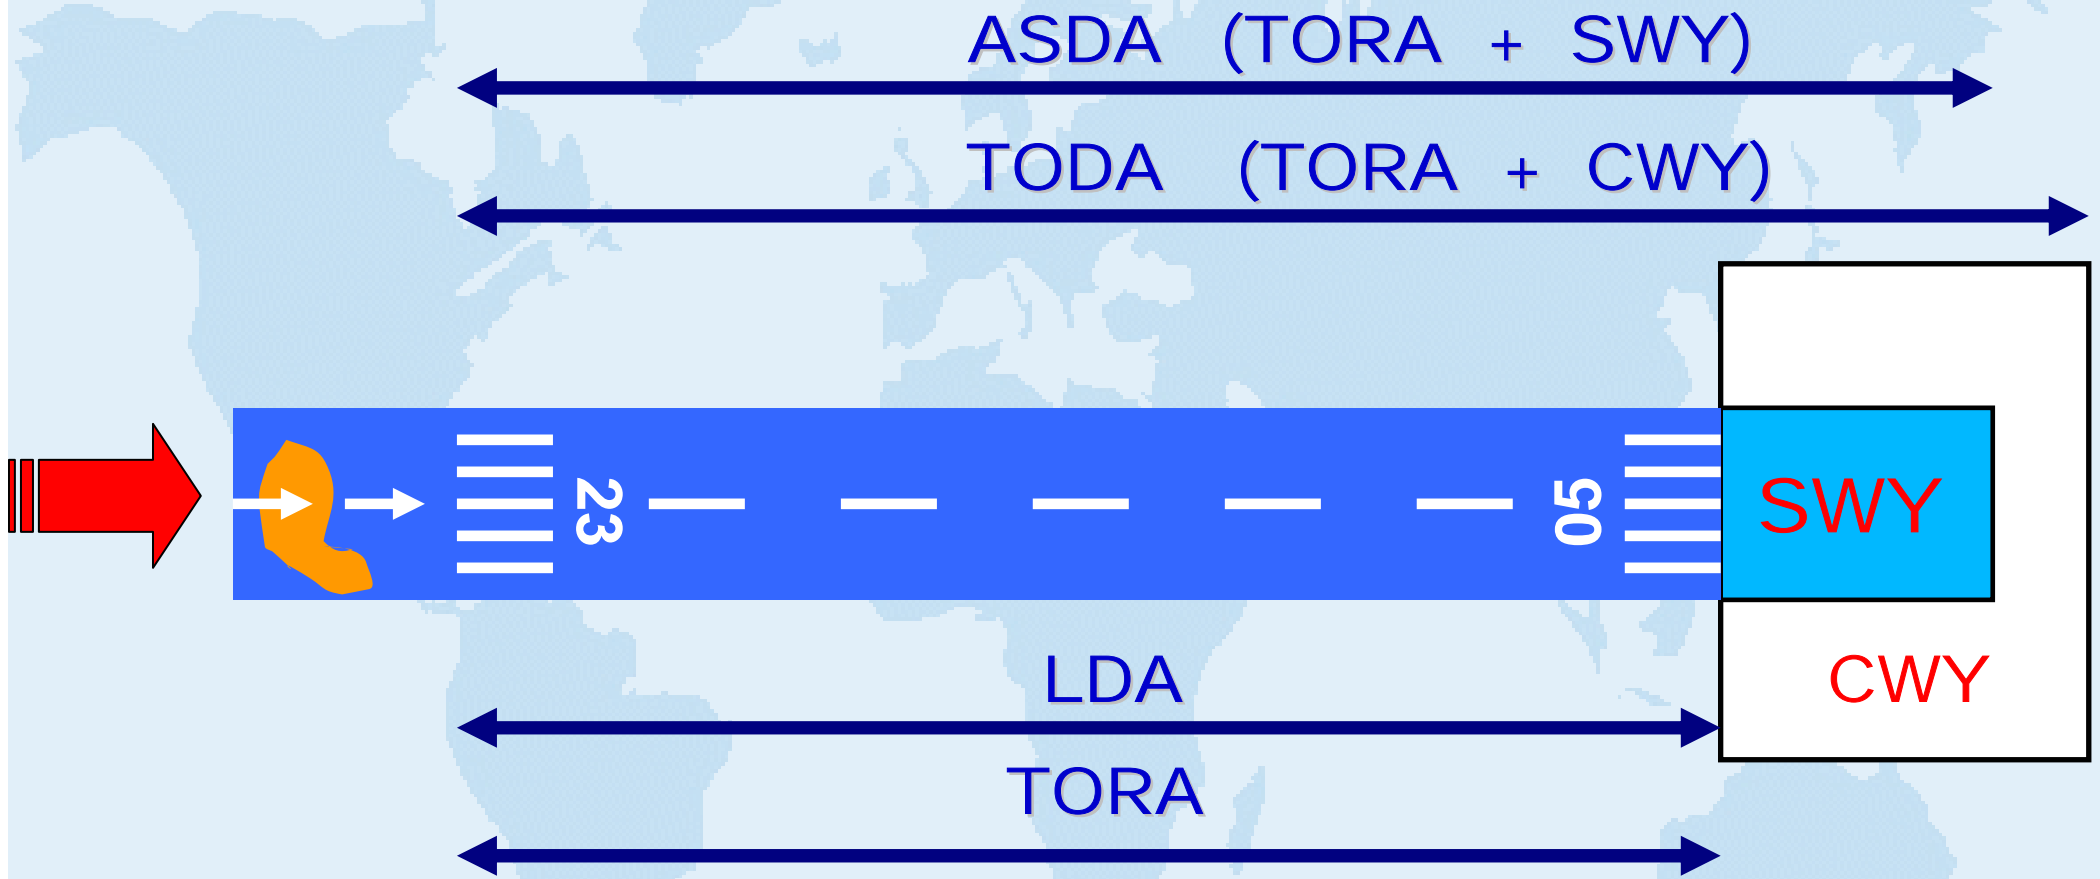 ASDA (TORA + SWY)
TODA (TORA + CWY)
23
05
SWY
CWY
LDA
TORA